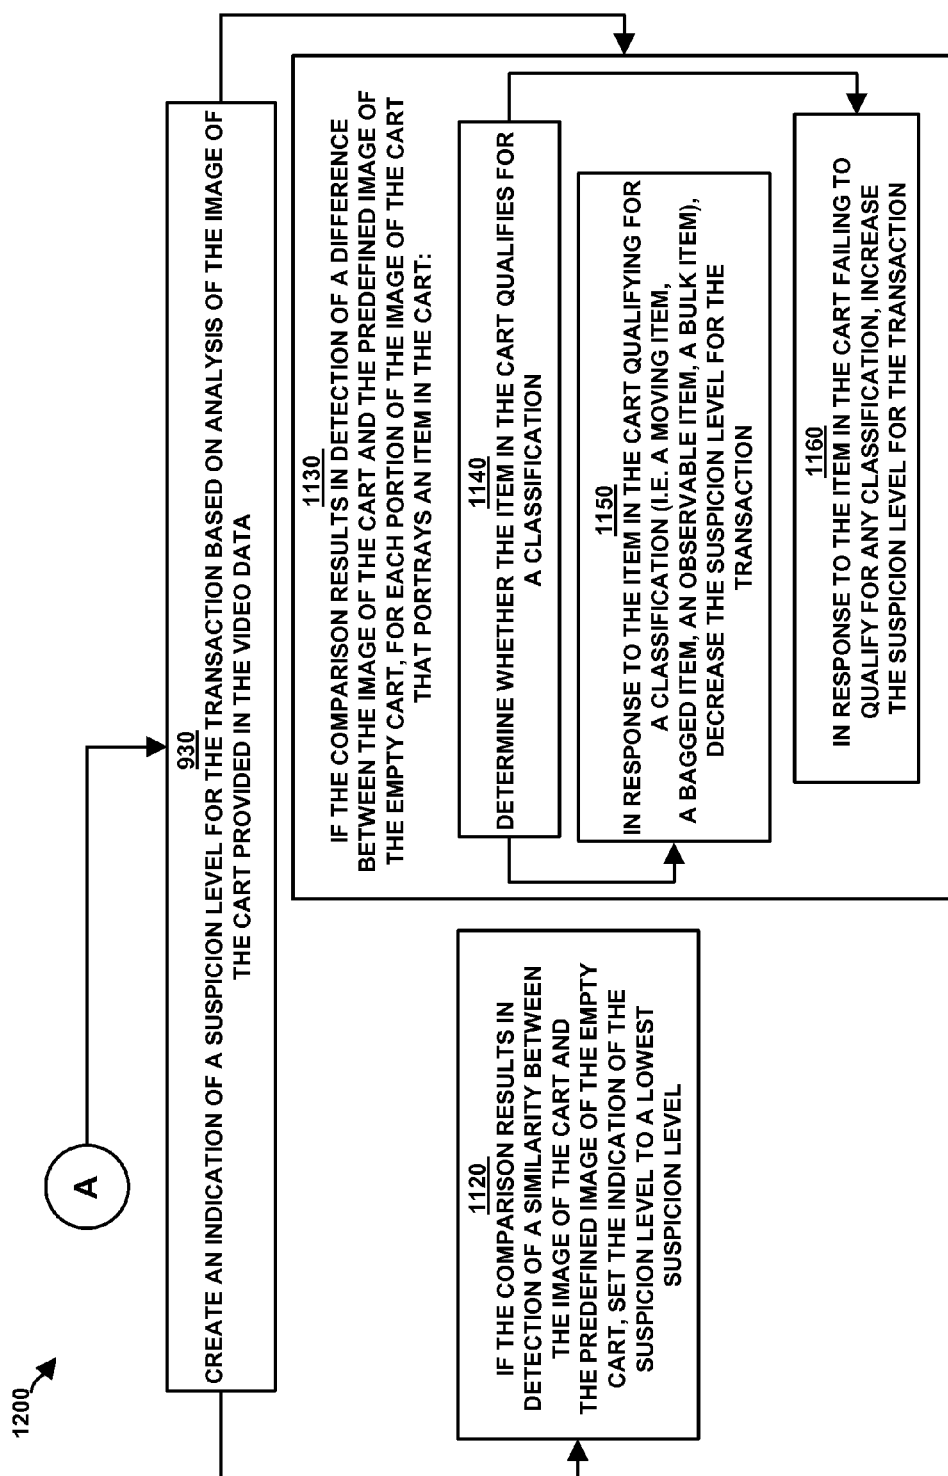 1200
A
930
CREATE AN INDICATION OF A SUSPICION LEVEL FOR THE TRANSACTION BASED ON ANALYSIS OF THE IMAGE OF
THE CART PROVIDED IN THE VIDEO DATA
1120
IF THE COMPARISON RESULTS IN
DETECTION OF A SIMILARITY BETWEEN
THE IMAGE OF THE CART AND
THE PREDEFINED IMAGE OF THE EMPTY
CART, SET THE INDICATION OF THE
SUSPICION LEVEL TO A LOWEST
SUSPICION LEVEL
1130
IF THE COMPARISON RESULTS IN DETECTION OF A DIFFERENCE
BETWEEN THE IMAGE OF THE CART AND THE PREDEFINED IMAGE OF
THE EMPTY CART, FOR EACH PORTION OF THE IMAGE OF THE CART
THAT PORTRAYS AN ITEM IN THE CART:
1140
DETERMINE WHETHER THE ITEM IN THE CART QUALIFIES FOR
A CLASSIFICATION
1150
IN RESPONSE TO THE ITEM IN THE CART QUALIFYING FOR
A CLASSIFICATION (I.E. A MOVING ITEM,
A BAGGED ITEM, AN OBSERVABLE ITEM, A BULK ITEM),
DECREASE THE SUSPICION LEVEL FOR THE
TRANSACTION
1160
IN RESPONSE TO THE ITEM IN THE CART FAILING TO
QUALIFY FOR ANY CLASSIFICATION, INCREASE
THE SUSPICION LEVEL FOR THE TRANSACTION